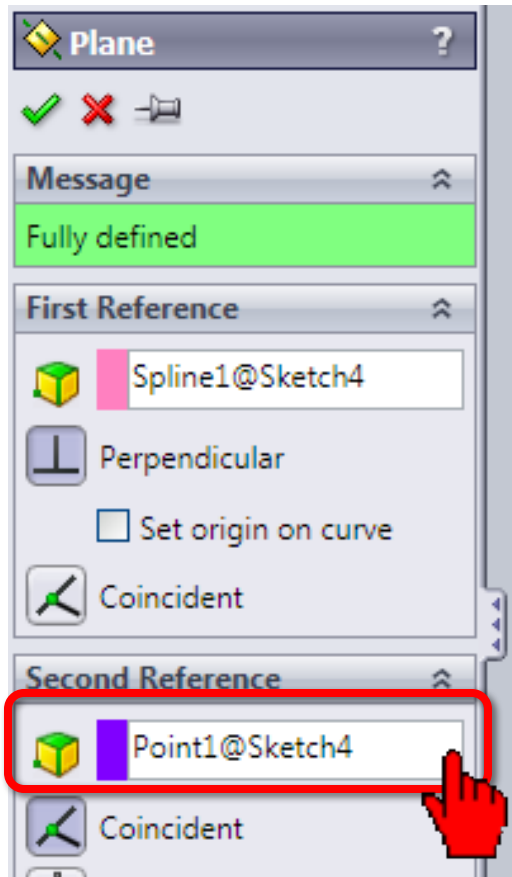 Plane ?
Message
Fully defined
First Reference
Spline1@Sketch4
Perpendicular
Set origin on curve
Coincident
Second Reference
Point1@Sketch4
Coincident